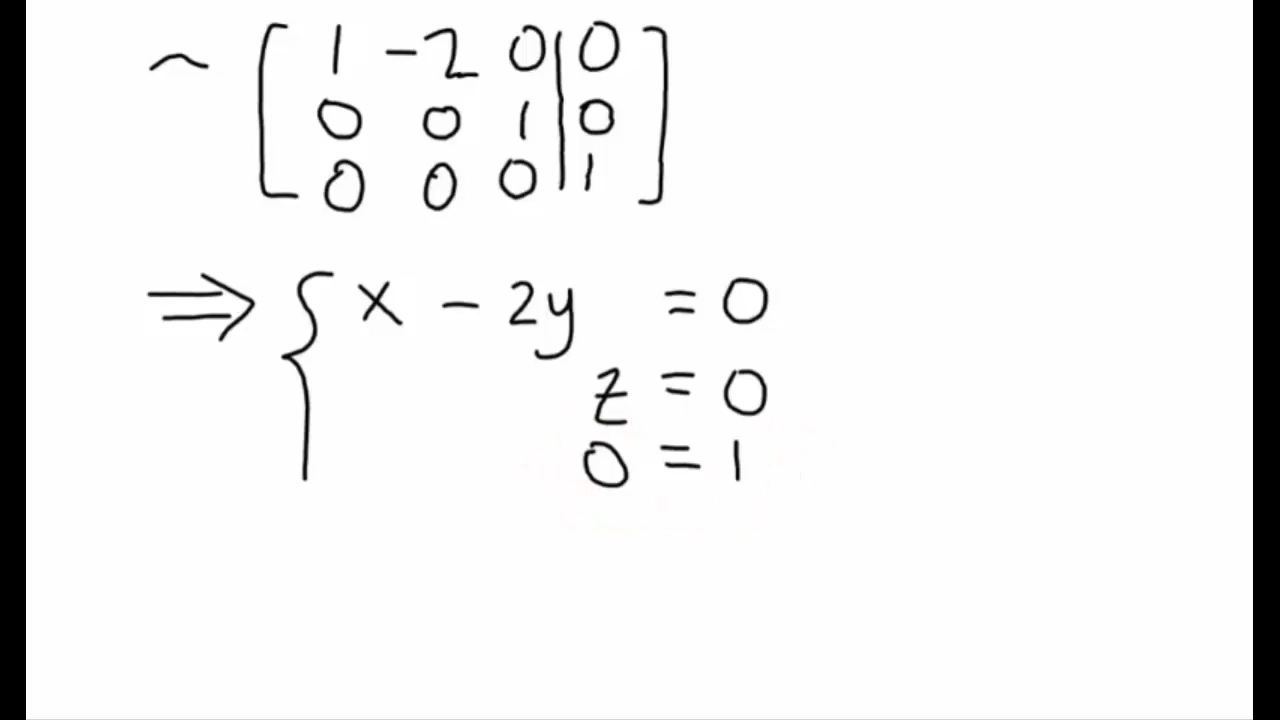 ~ [ 1 -2 0 | 0 ]
0 0 1 | 0
0 0 0 | 1
⇒ { x - 2y = 0
z = 0
0 = 1